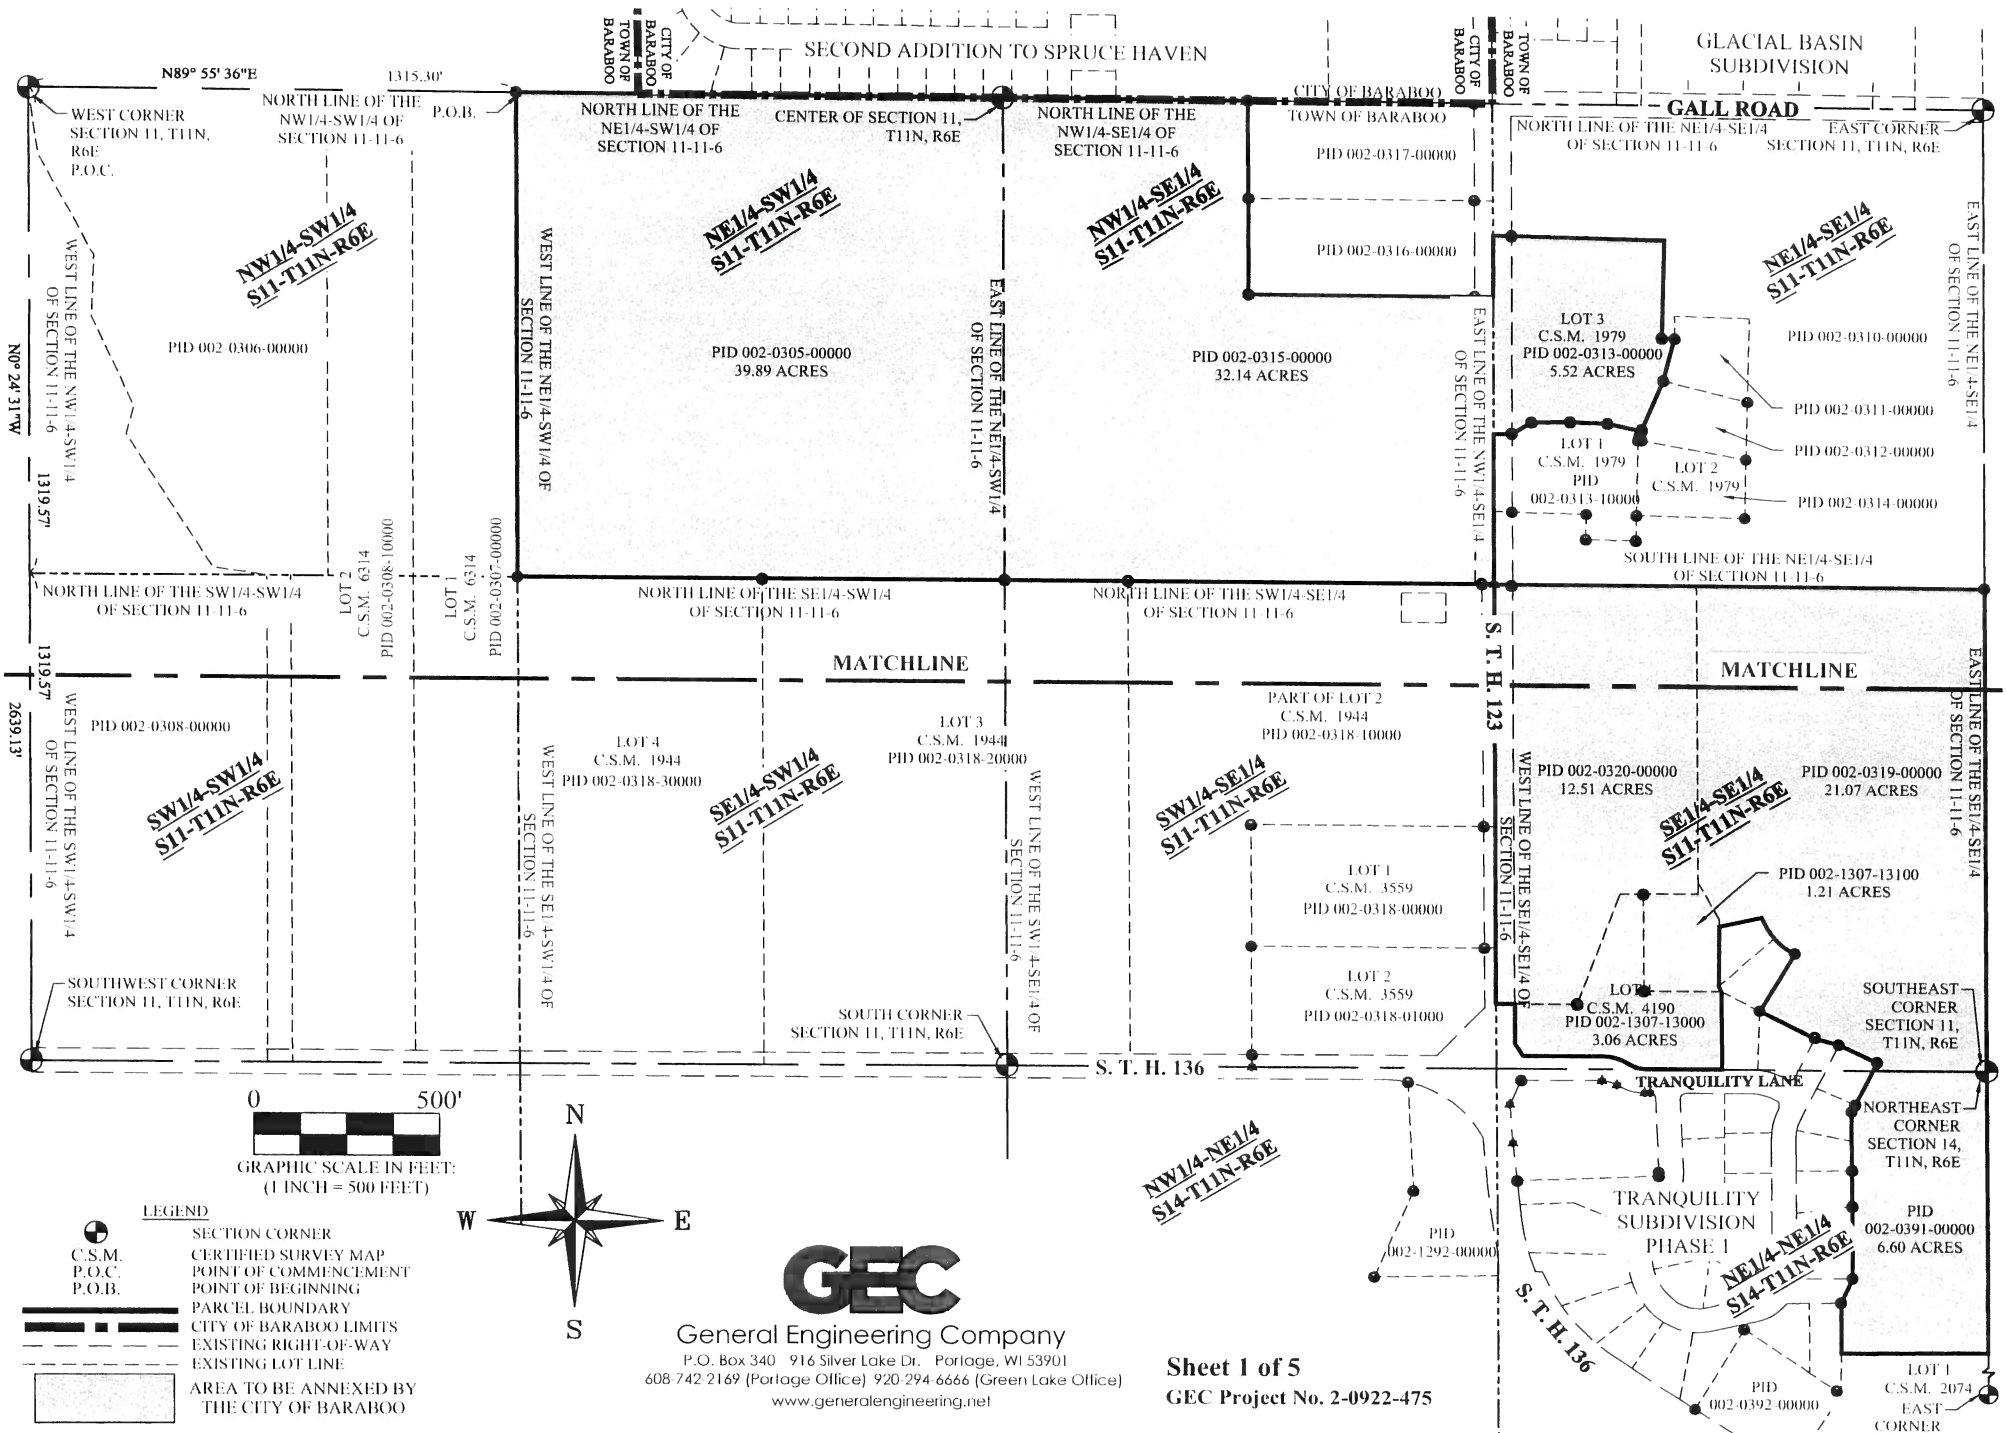 CITY OF
BARABOO
TOWN OF
BARABOO
SECOND ADDITION TO SPRUCE HAVEN
CITY OF
BARABOO
TOWN OF
BARABOO
GLACIAL BASIN
SUBDIVISION
N89° 55' 36"E
1315.30'
WEST CORNER
SECTION 11, T11N,
R6E
P.O.C.
NORTH LINE OF THE
NW1/4-SW1/4 OF
SECTION 11-11-6
P.O.B.
NORTH LINE OF THE
NE1/4-SW1/4 OF
SECTION 11-11-6
CENTER OF SECTION 11,
T11N, R6E
NORTH LINE OF THE
NW1/4-SE1/4 OF
SECTION 11-11-6
CITY OF BARABOO
TOWN OF BARABOO
GALL ROAD
NORTH LINE OF THE NE1/4-SE1/4
OF SECTION 11-11-6
EAST CORNER
SECTION 11, T11N, R6E
PID 002-0317-00000
PID 002-0316-00000
NW1/4-SW1/4
S11-T11N-R6E
NE1/4-SW1/4
S11-T11N-R6E
NW1/4-SE1/4
S11-T11N-R6E
NE1/4-SE1/4
S11-T11N-R6E
WEST LINE OF THE NW1/4-SW1/4
OF SECTION 11-11-6
WEST LINE OF THE NE1/4-SW1/4 OF
SECTION 11-11-6
EAST LINE OF THE NE1/4-SW1/4
OF SECTION 11-11-6
EAST LINE OF THE NW1/4-SE1/4
OF SECTION 11-11-6
EAST LINE OF THE NE1/4-SE1/4
OF SECTION 11-11-6
N0° 24' 31"W
1319.57'
PID 002-0306-00000
PID 002-0305-00000
39.89 ACRES
PID 002-0315-00000
32.14 ACRES
LOT 3
C.S.M. 1979
PID 002-0313-00000
5.52 ACRES
PID 002-0310-00000
PID 002-0311-00000
PID 002-0312-00000
PID 002-0314-00000
LOT 1
C.S.M. 1979
PID
002-0313-10000
LOT 2
C.S.M. 1979
SOUTH LINE OF THE NE1/4-SE1/4
OF SECTION 11-11-6
NORTH LINE OF THE SW1/4-SW1/4
OF SECTION 11-11-6
LOT 2
C.S.M. 6314
PID 002-0308-10000
LOT 1
C.S.M. 6314
PID 002-0307-00000
NORTH LINE OF THE SE1/4-SW1/4
OF SECTION 11-11-6
NORTH LINE OF THE SW1/4-SE1/4
OF SECTION 11-11-6
S. T. H. 123
1319.57'
2639.13'
MATCHLINE
MATCHLINE
PID 002-0308-00000
WEST LINE OF THE SW1/4-SW1/4
OF SECTION 11-11-6
SW1/4-SW1/4
S11-T11N-R6E
WEST LINE OF THE SE1/4-SW1/4 OF
SECTION 11-11-6
LOT 4
C.S.M. 1944
PID 002-0318-30000
SE1/4-SW1/4
S11-T11N-R6E
LOT 3
C.S.M. 1944
PID 002-0318-20000
WEST LINE OF THE SW1/4-SE1/4 OF
SECTION 11-11-6
PART OF LOT 2
C.S.M. 1944
PID 002-0318-10000
SW1/4-SE1/4
S11-T11N-R6E
LOT 1
C.S.M. 3559
PID 002-0318-00000
LOT 2
C.S.M. 3559
PID 002-0318-01000
WEST LINE OF THE SE1/4-SE1/4 OF
SECTION 11-11-6
PID 002-0320-00000
12.51 ACRES
PID 002-0319-00000
21.07 ACRES
SE1/4-SE1/4
S11-T11N-R6E
EAST LINE OF THE SE1/4-SE1/4
OF SECTION 11-11-6
PID 002-1307-13100
1.21 ACRES
C.S.M. 4190
PID 002-1307-13000
3.06 ACRES
SOUTHWEST CORNER
SECTION 11, T11N, R6E
SOUTH CORNER
SECTION 11, T11N, R6E
SOUTHEAST
CORNER
SECTION 11,
T11N, R6E
S. T. H. 136
TRANQUILITY LANE
NORTHEAST
CORNER
SECTION 14,
T11N, R6E
0 500'
GRAPHIC SCALE IN FEET:
(1 INCH = 500 FEET)
N
W
E
S
NW1/4-NE1/4
S14-T11N-R6E
PID
002-1292-00000
TRANQUILITY
SUBDIVISION
PHASE 1
NE1/4-NE1/4
S14-T11N-R6E
PID
002-0391-00000
6.60 ACRES
S. T. H. 136
PID
002-0392-00000
LOT 1
C.S.M. 2074
EAST
CORNER
LEGEND
SECTION CORNER
C.S.M. CERTIFIED SURVEY MAP
P.O.C. POINT OF COMMENCEMENT
P.O.B. POINT OF BEGINNING
PARCEL BOUNDARY
CITY OF BARABOO LIMITS
EXISTING RIGHT-OF-WAY
EXISTING LOT LINE
AREA TO BE ANNEXED BY
THE CITY OF BARABOO
GEC
General Engineering Company
P.O. Box 340 916 Silver Lake Dr. Portage, WI 53901
608-742-2169 (Portage Office) 920-294-6666 (Green Lake Office)
www.generalengineering.net
Sheet 1 of 5
GEC Project No. 2-0922-475